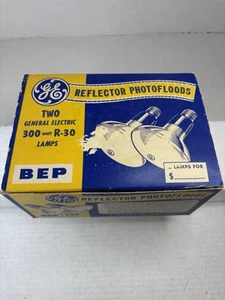 GE REFLECTOR PHOTOFLOODS
TWO
GENERAL ELECTRIC
300 WATT R-30
LAMPS
BEP
LAMPS FOR
$
REFLECTOR PHOTOFLOODS